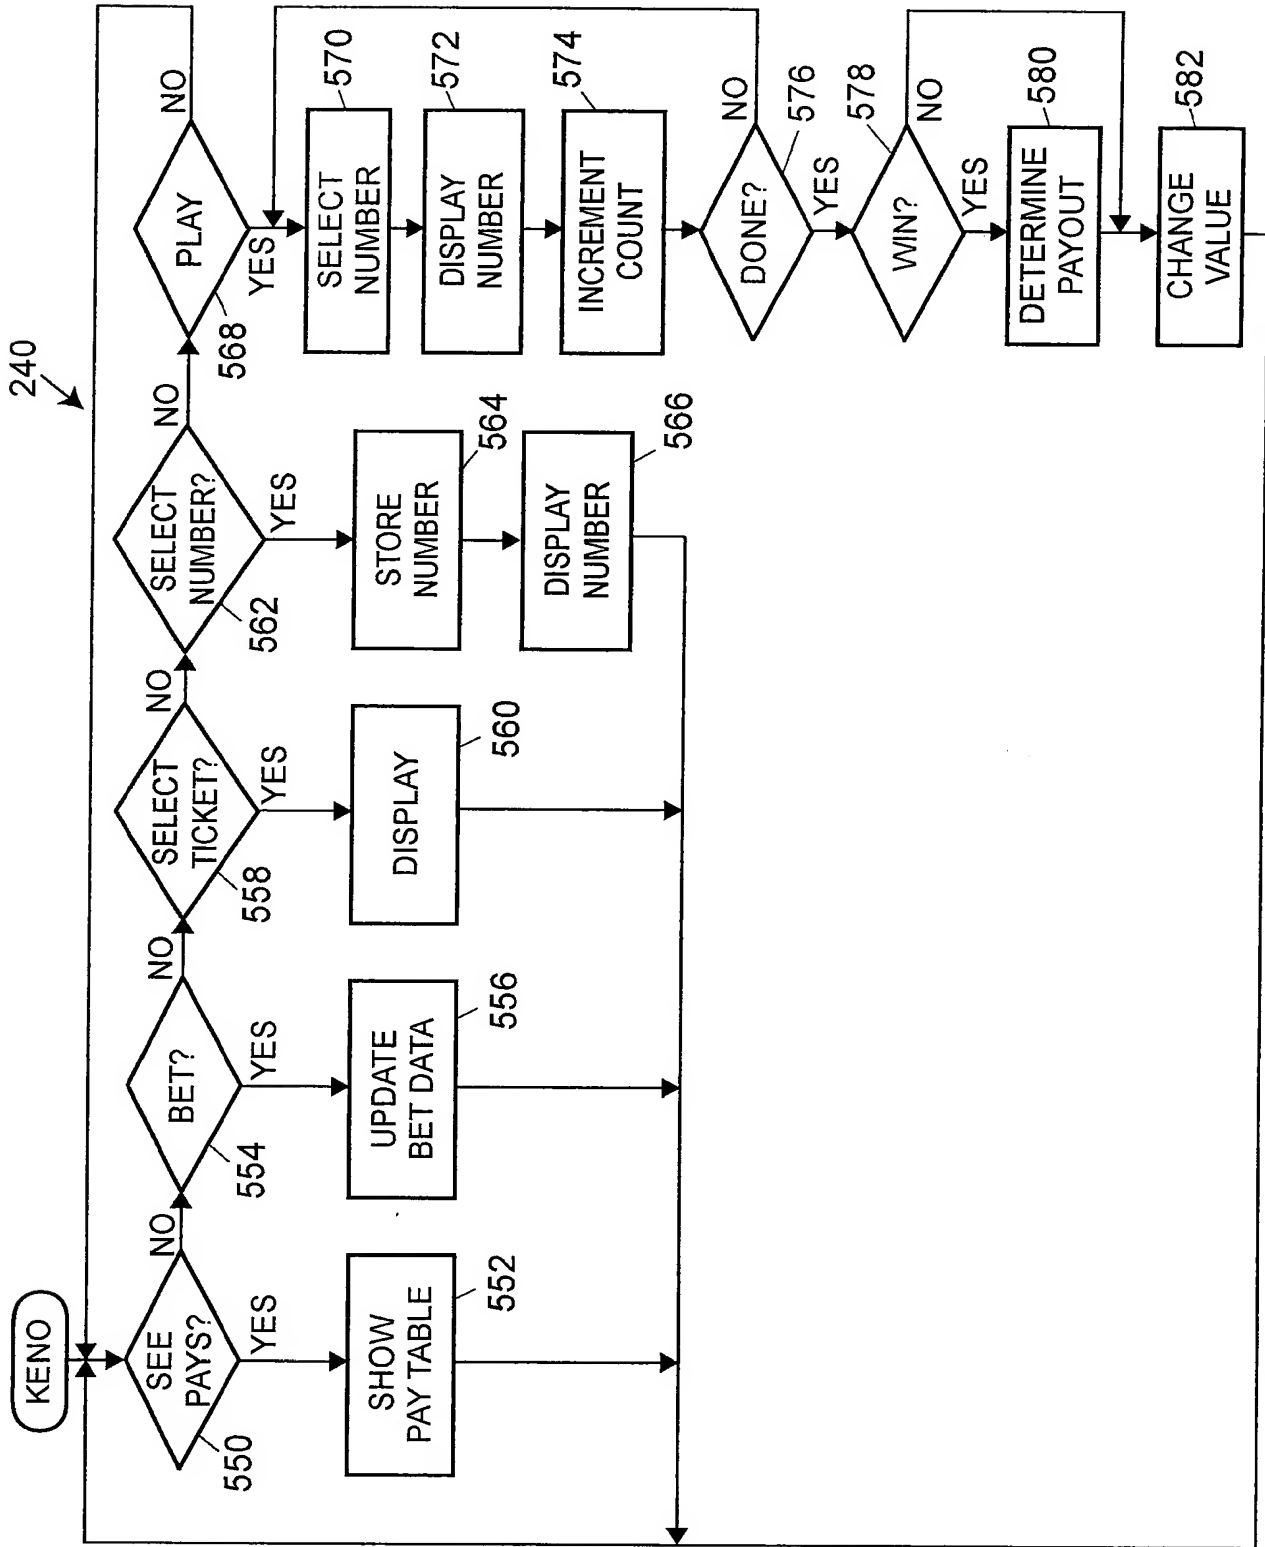 240
KENO
SEE
PAYS?
550
NO
YES
SHOW
PAY TABLE
552
BET?
554
NO
YES
UPDATE
BET DATA
556
SELECT
TICKET?
558
NO
YES
DISPLAY
560
SELECT
NUMBER?
562
NO
YES
STORE
NUMBER
564
DISPLAY
NUMBER
566
PLAY
568
NO
YES
SELECT
NUMBER
570
DISPLAY
NUMBER
572
INCREMENT
COUNT
574
DONE?
576
NO
YES
WIN?
578
NO
YES
DETERMINE
PAYOUT
580
CHANGE
VALUE
582